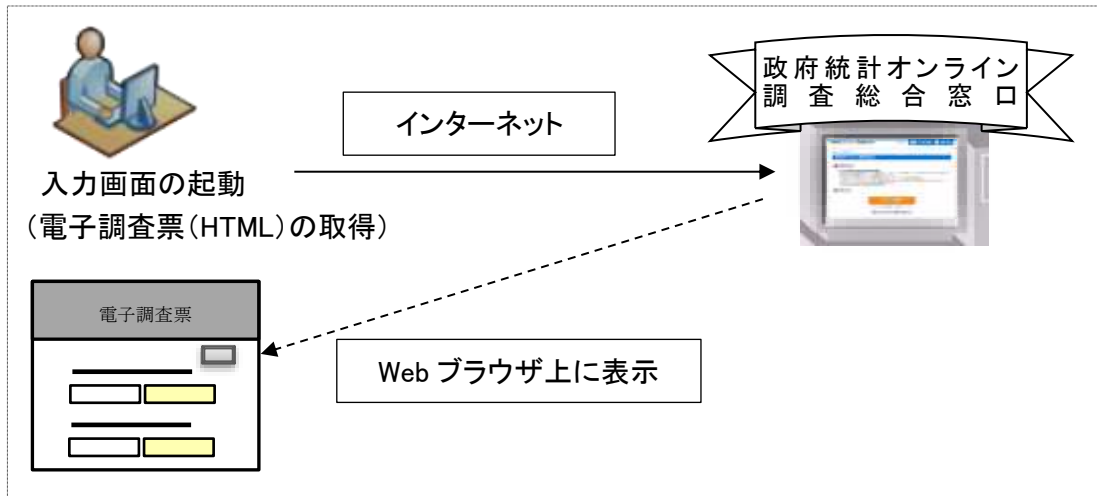 政府統計オンライン
調査総合窓口
インターネット
入力画面の起動
（電子調査票（HTML）の取得）
電子調査票
Web ブラウザ上に表示